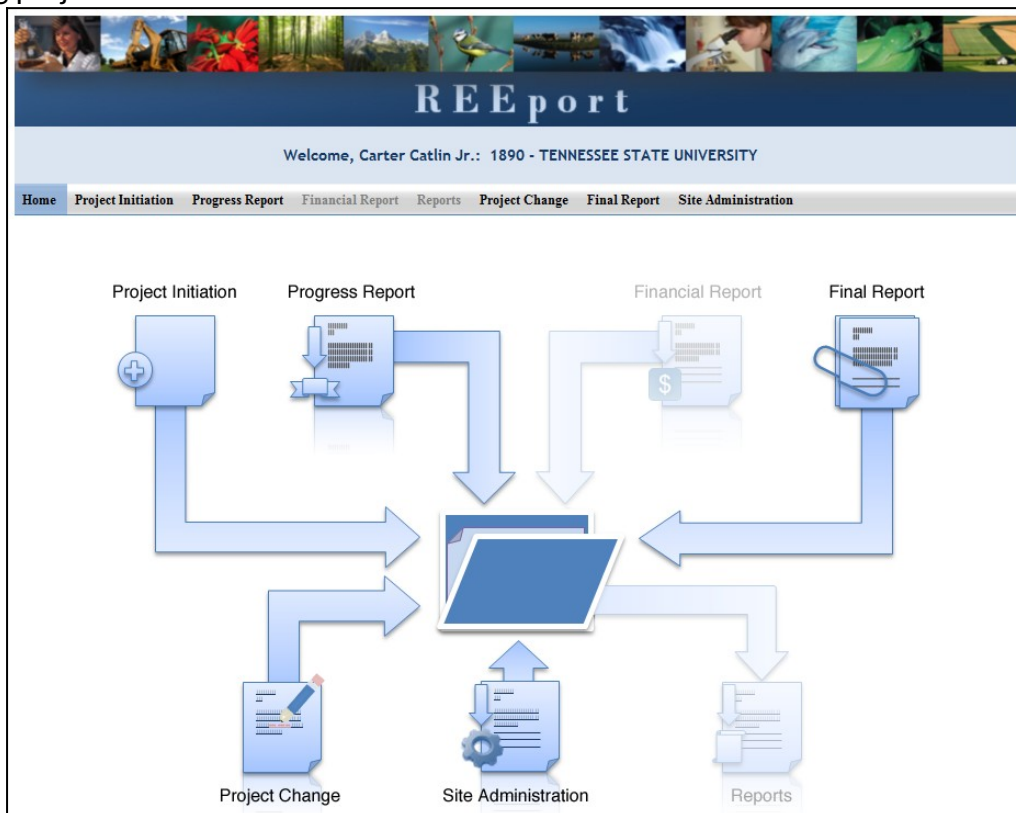 REEport
Welcome, Carter Catlin Jr.: 1890 - TENNESSEE STATE UNIVERSITY
Home Project Initiation Progress Report Financial Report Reports Project Change Final Report Site Administration
Project Initiation Progress Report Financial Report Final Report
$
Project Change Site Administration Reports